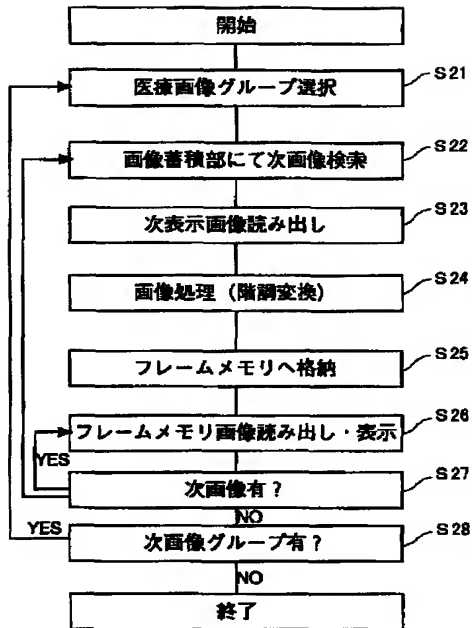 開始
医療画像グループ選択
S21
画像蓄積部にて次画像検索
S22
次表示画像読み出し
S23
画像処理（階調変換）
S24
フレームメモリへ格納
S25
フレームメモリ画像読み出し・表示
S26
YES
次画像有？
S27
NO
YES
次画像グループ有？
S28
NO
終了